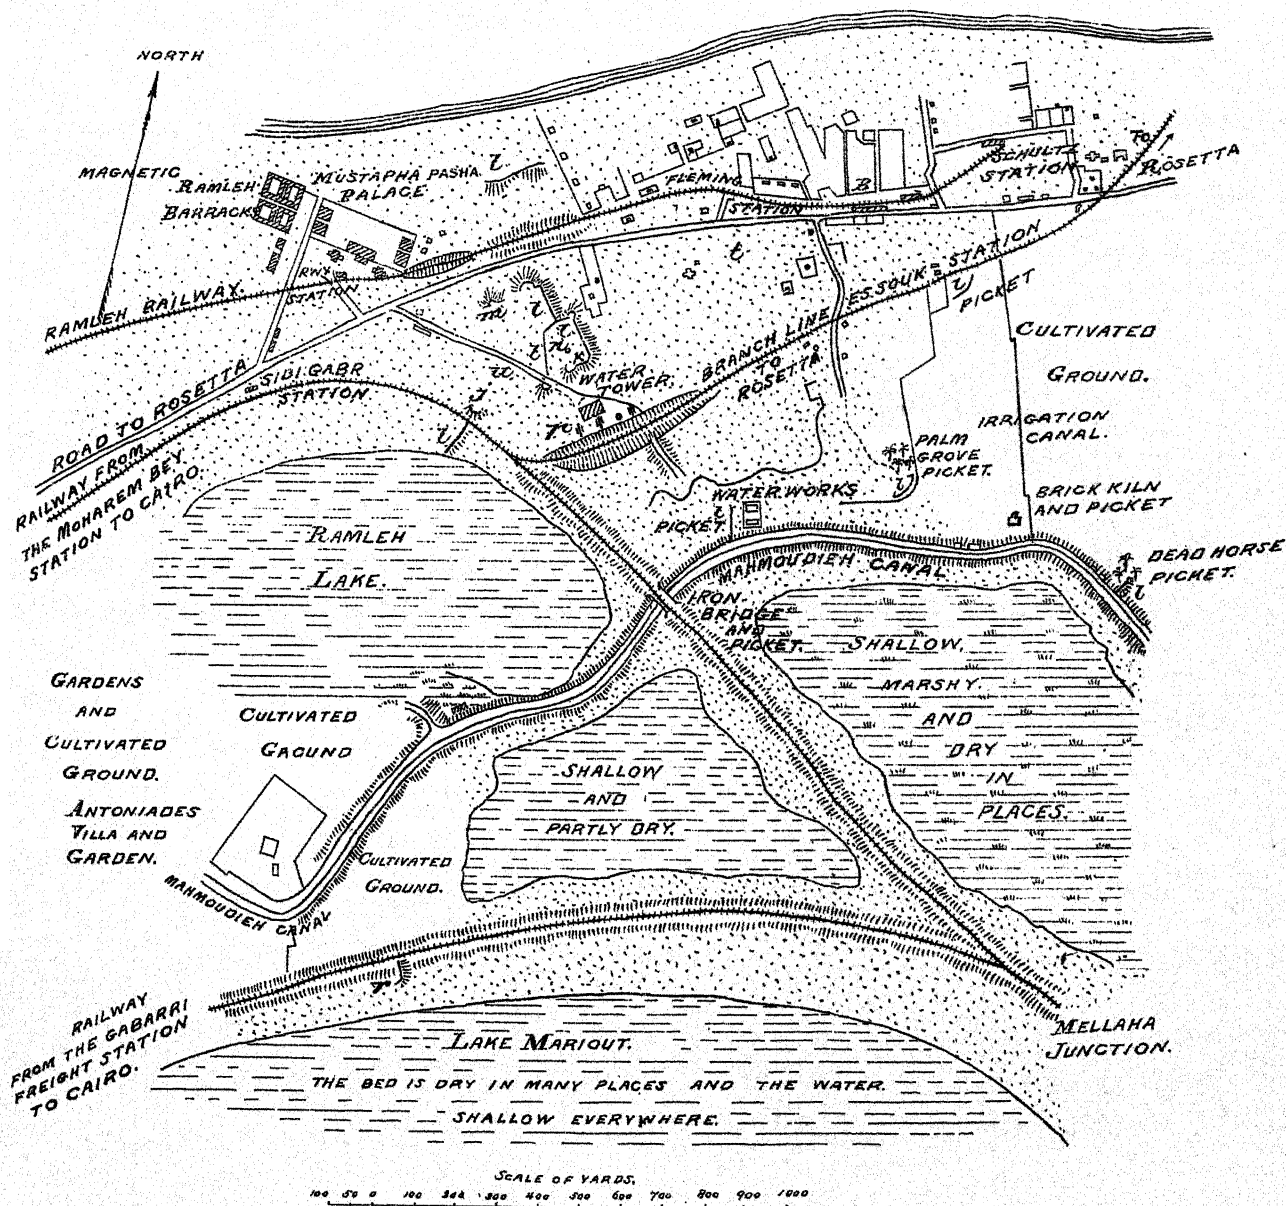 NORTH
MAGNETIC
RAMLEH
BARRACKS
MUSTAPHA PASHA
PALACE
t
FLEMING
STATION
B
SCHULTZ
STATION
TO
ROSETTA
RWY
STATION
RAMLEH RAILWAY.
m
t
t
t
t
K
u
WATER
TOWER.
BRANCH LINE
TO
ROSETTA
ESSOUK STATION
y
PICKET
CULTIVATED
GROUND.
ROAD TO ROSETTA
SIDI GABR
STATION
J
t
RAILWAY FROM
THE MOHAREM BEY
STATION TO CAIRO.
IRRIGATION
CANAL.
PALM
GROVE
PICKET.
y
WATERWORKS
t
PICKET
BRICK KILN
AND PICKET
RAMLEH
LAKE.
MAHMOUDIEH CANAL
DEAD HORSE
PICKET.
t
IRON
BRIDGE
AND
PICKET.
SHALLOW,
MARSHY.
AND
DRY
IN
PLACES.
GARDENS
AND
CULTIVATED
GROUND.
CULTIVATED
GAOUND
ANTONIADES
VILLA AND
GARDEN.
SHALLOW
AND
PARTLY DRY.
CULTIVATED
GROUND.
MAHMOUDIEH CANAL
r
RAILWAY
FROM THE GABARRI
FREIGHT STATION
TO CAIRO.
MELLAHA
JUNCTION.
LAKE MARIOUT.
THE BED IS DRY IN MANY PLACES AND THE WATER.
SHALLOW EVERYWHERE.
SCALE OF YARDS.
100 50 0 100 200 300 400 500 600 700 800 900 1000